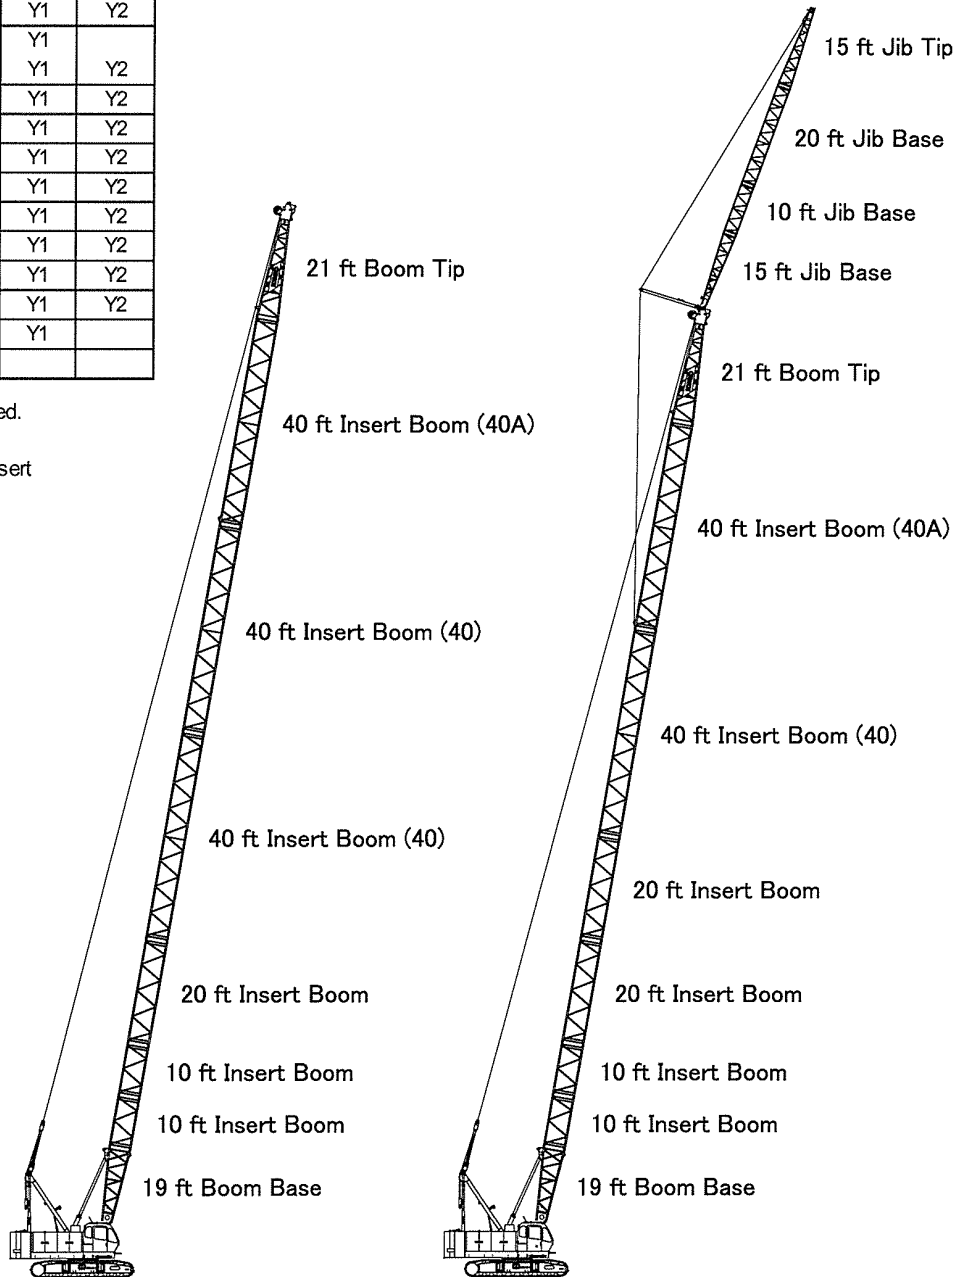 Y1 Y2
Y1
Y1 Y2
Y1 Y2
Y1 Y2
Y1 Y2
Y1 Y2
Y1 Y2
Y1 Y2
Y1 Y2
Y1 Y2
Y1
ed.
sert
21 ft Boom Tip
40 ft Insert Boom (40A)
40 ft Insert Boom (40)
40 ft Insert Boom (40)
20 ft Insert Boom
10 ft Insert Boom
10 ft Insert Boom
19 ft Boom Base
15 ft Jib Tip
20 ft Jib Base
10 ft Jib Base
15 ft Jib Base
21 ft Boom Tip
40 ft Insert Boom (40A)
40 ft Insert Boom (40)
20 ft Insert Boom
20 ft Insert Boom
10 ft Insert Boom
10 ft Insert Boom
19 ft Boom Base